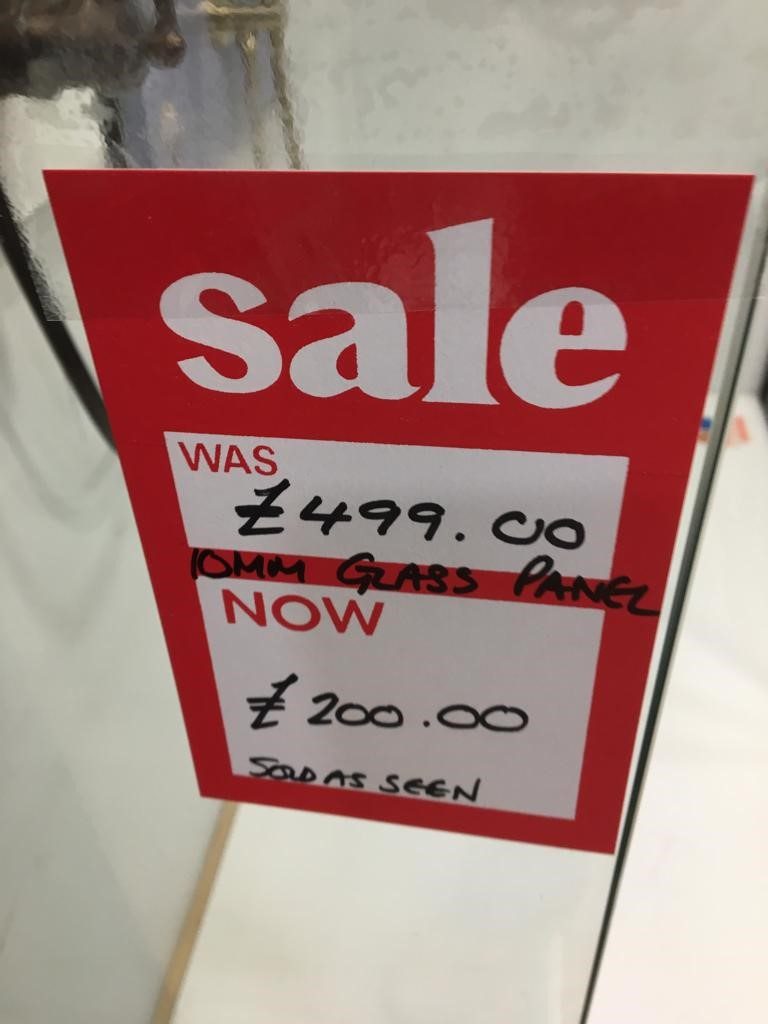 sale
WAS
£499.00
10MM GLASS PANEL
NOW
£200.00
SOLD AS SEEN